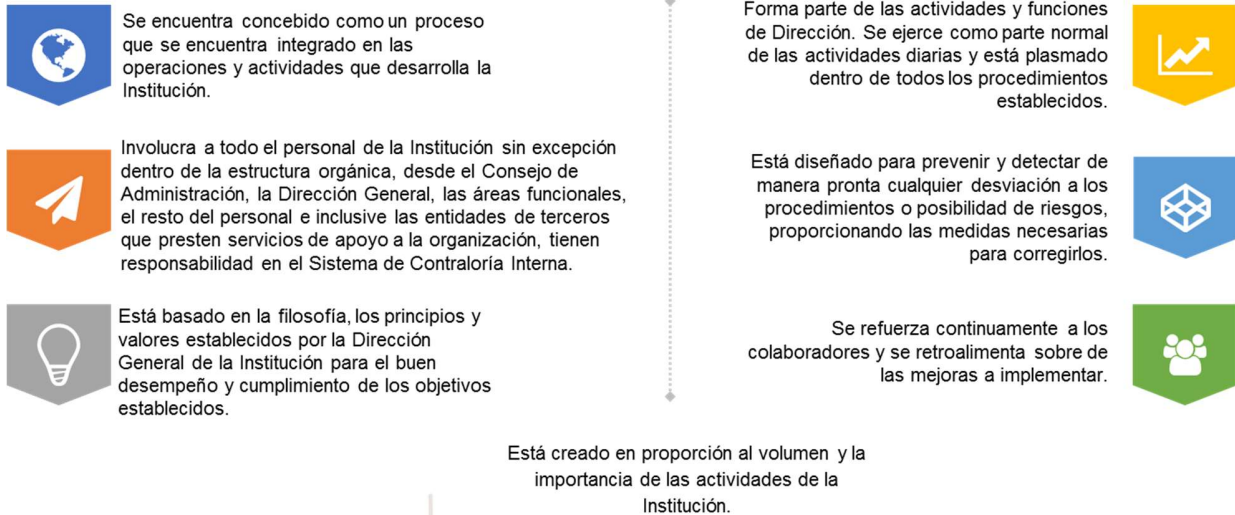 Se encuentra concebido como un proceso
que se encuentra integrado en las
operaciones y actividades que desarrolla la
Institución.
Involucra a todo el personal de la Institución sin excepción
dentro de la estructura orgánica, desde el Consejo de
Administración, la Dirección General, las áreas funcionales,
el resto del personal e inclusive las entidades de terceros
que presten servicios de apoyo a la organización, tienen
responsabilidad en el Sistema de Contraloría Interna.
Está basado en la filosofía, los principios y
valores establecidos por la Dirección
General de la Institución para el buen
desempeño y cumplimiento de los objetivos
establecidos.
Forma parte de las actividades y funciones
de Dirección. Se ejerce como parte normal
de las actividades diarias y está plasmado
dentro de todos los procedimientos
establecidos.
Está diseñado para prevenir y detectar de
manera pronta cualquier desviación a los
procedimientos o posibilidad de riesgos,
proporcionando las medidas necesarias
para corregirlos.
Se refuerza continuamente a los
colaboradores y se retroalimenta sobre de
las mejoras a implementar.
Está creado en proporción al volumen y la
importancia de las actividades de la
Institución.